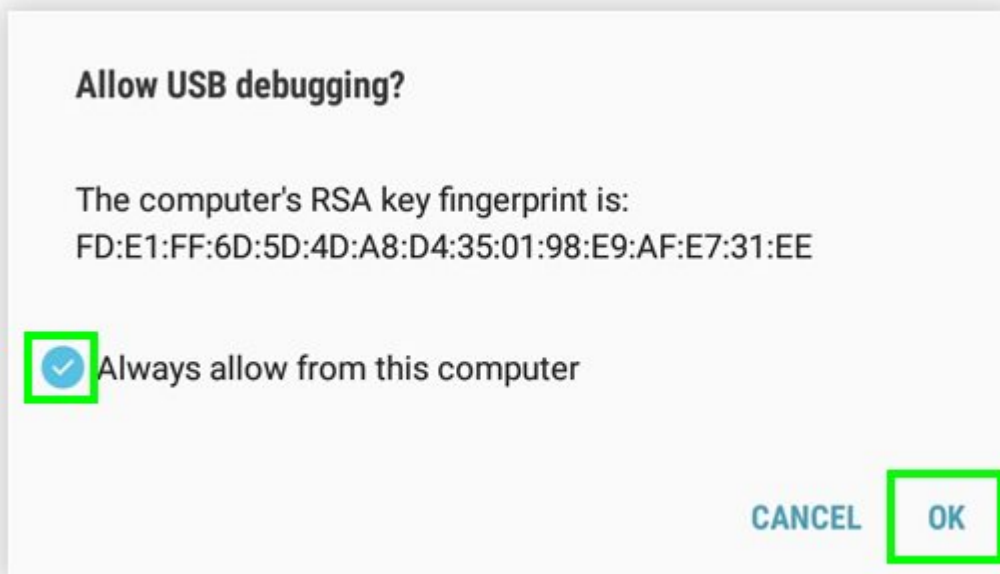 Allow USB debugging?
The computer's RSA key fingerprint is:
FD:E1:FF:6D:5D:4D:A8:D4:35:01:98:E9:AF:E7:31:EE
Always allow from this computer
CANCEL OK